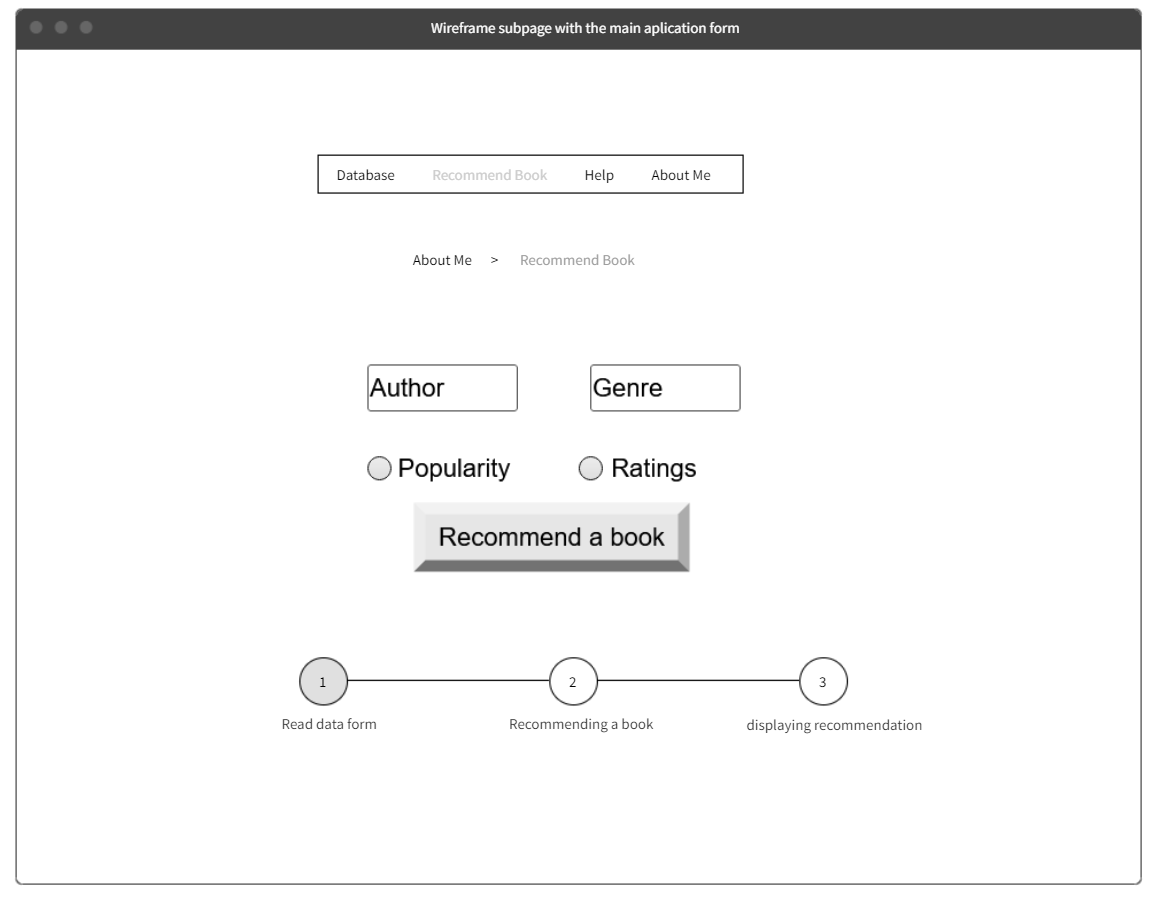 Wireframe subpage with the main aplication form
Database Recommend Book Help About Me
About Me > Recommend Book
Author Genre
Popularity Ratings
Recommend a book
1 2 3
Read data form Recommending a book displaying recommendation